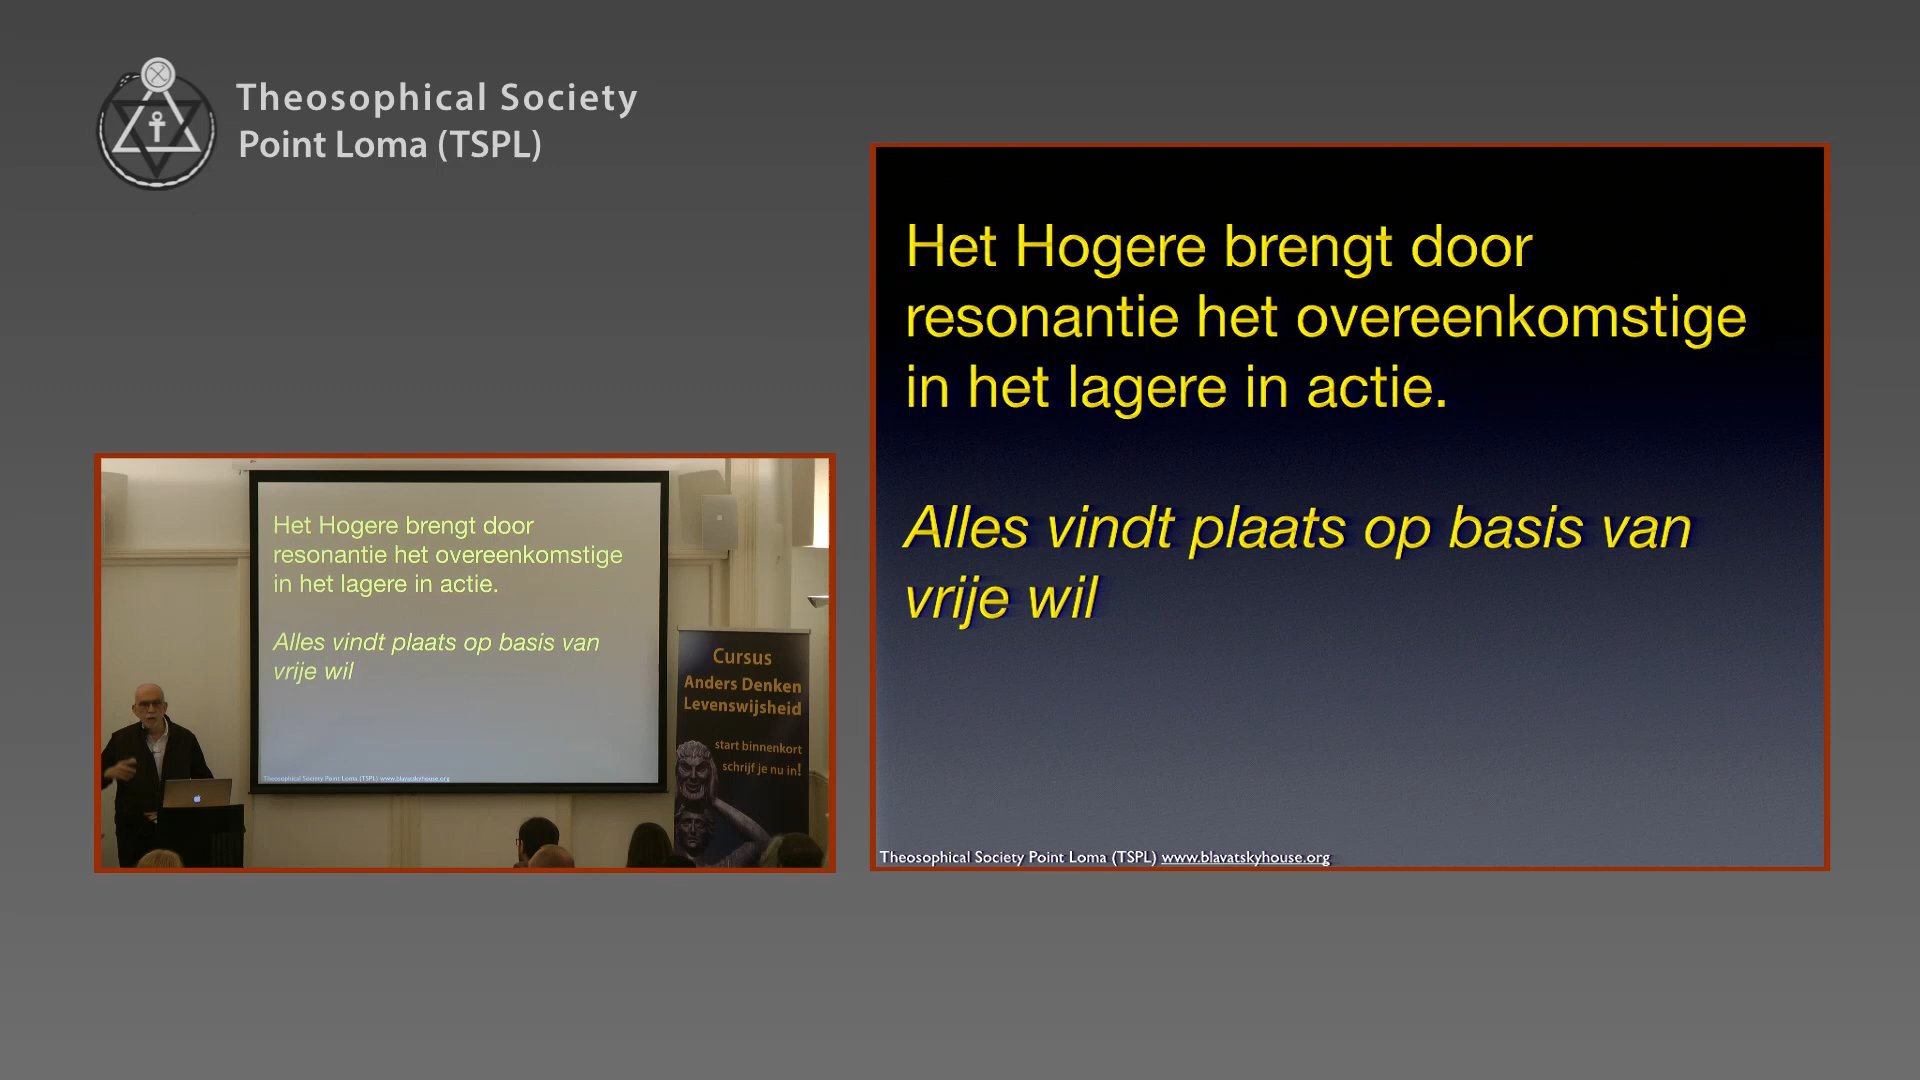 Theosophical Society
Point Loma (TSPL)
Het Hogere brengt door
resonantie het overeenkomstige
in het lagere in actie.
Alles vindt plaats op basis van
vrije wil
Theosophical Society Point Loma (TSPL) www.blavatskyhouse.org
Het Hogere brengt door
resonantie het overeenkomstige
in het lagere in actie.
Alles vindt plaats op basis van
vrije wil
Theosophical Society Point Loma (TSPL) www.blavatskyhouse.org
Cursus
Anders Denken
Levenswijsheid
start binnenkort
schrijf je nu in!